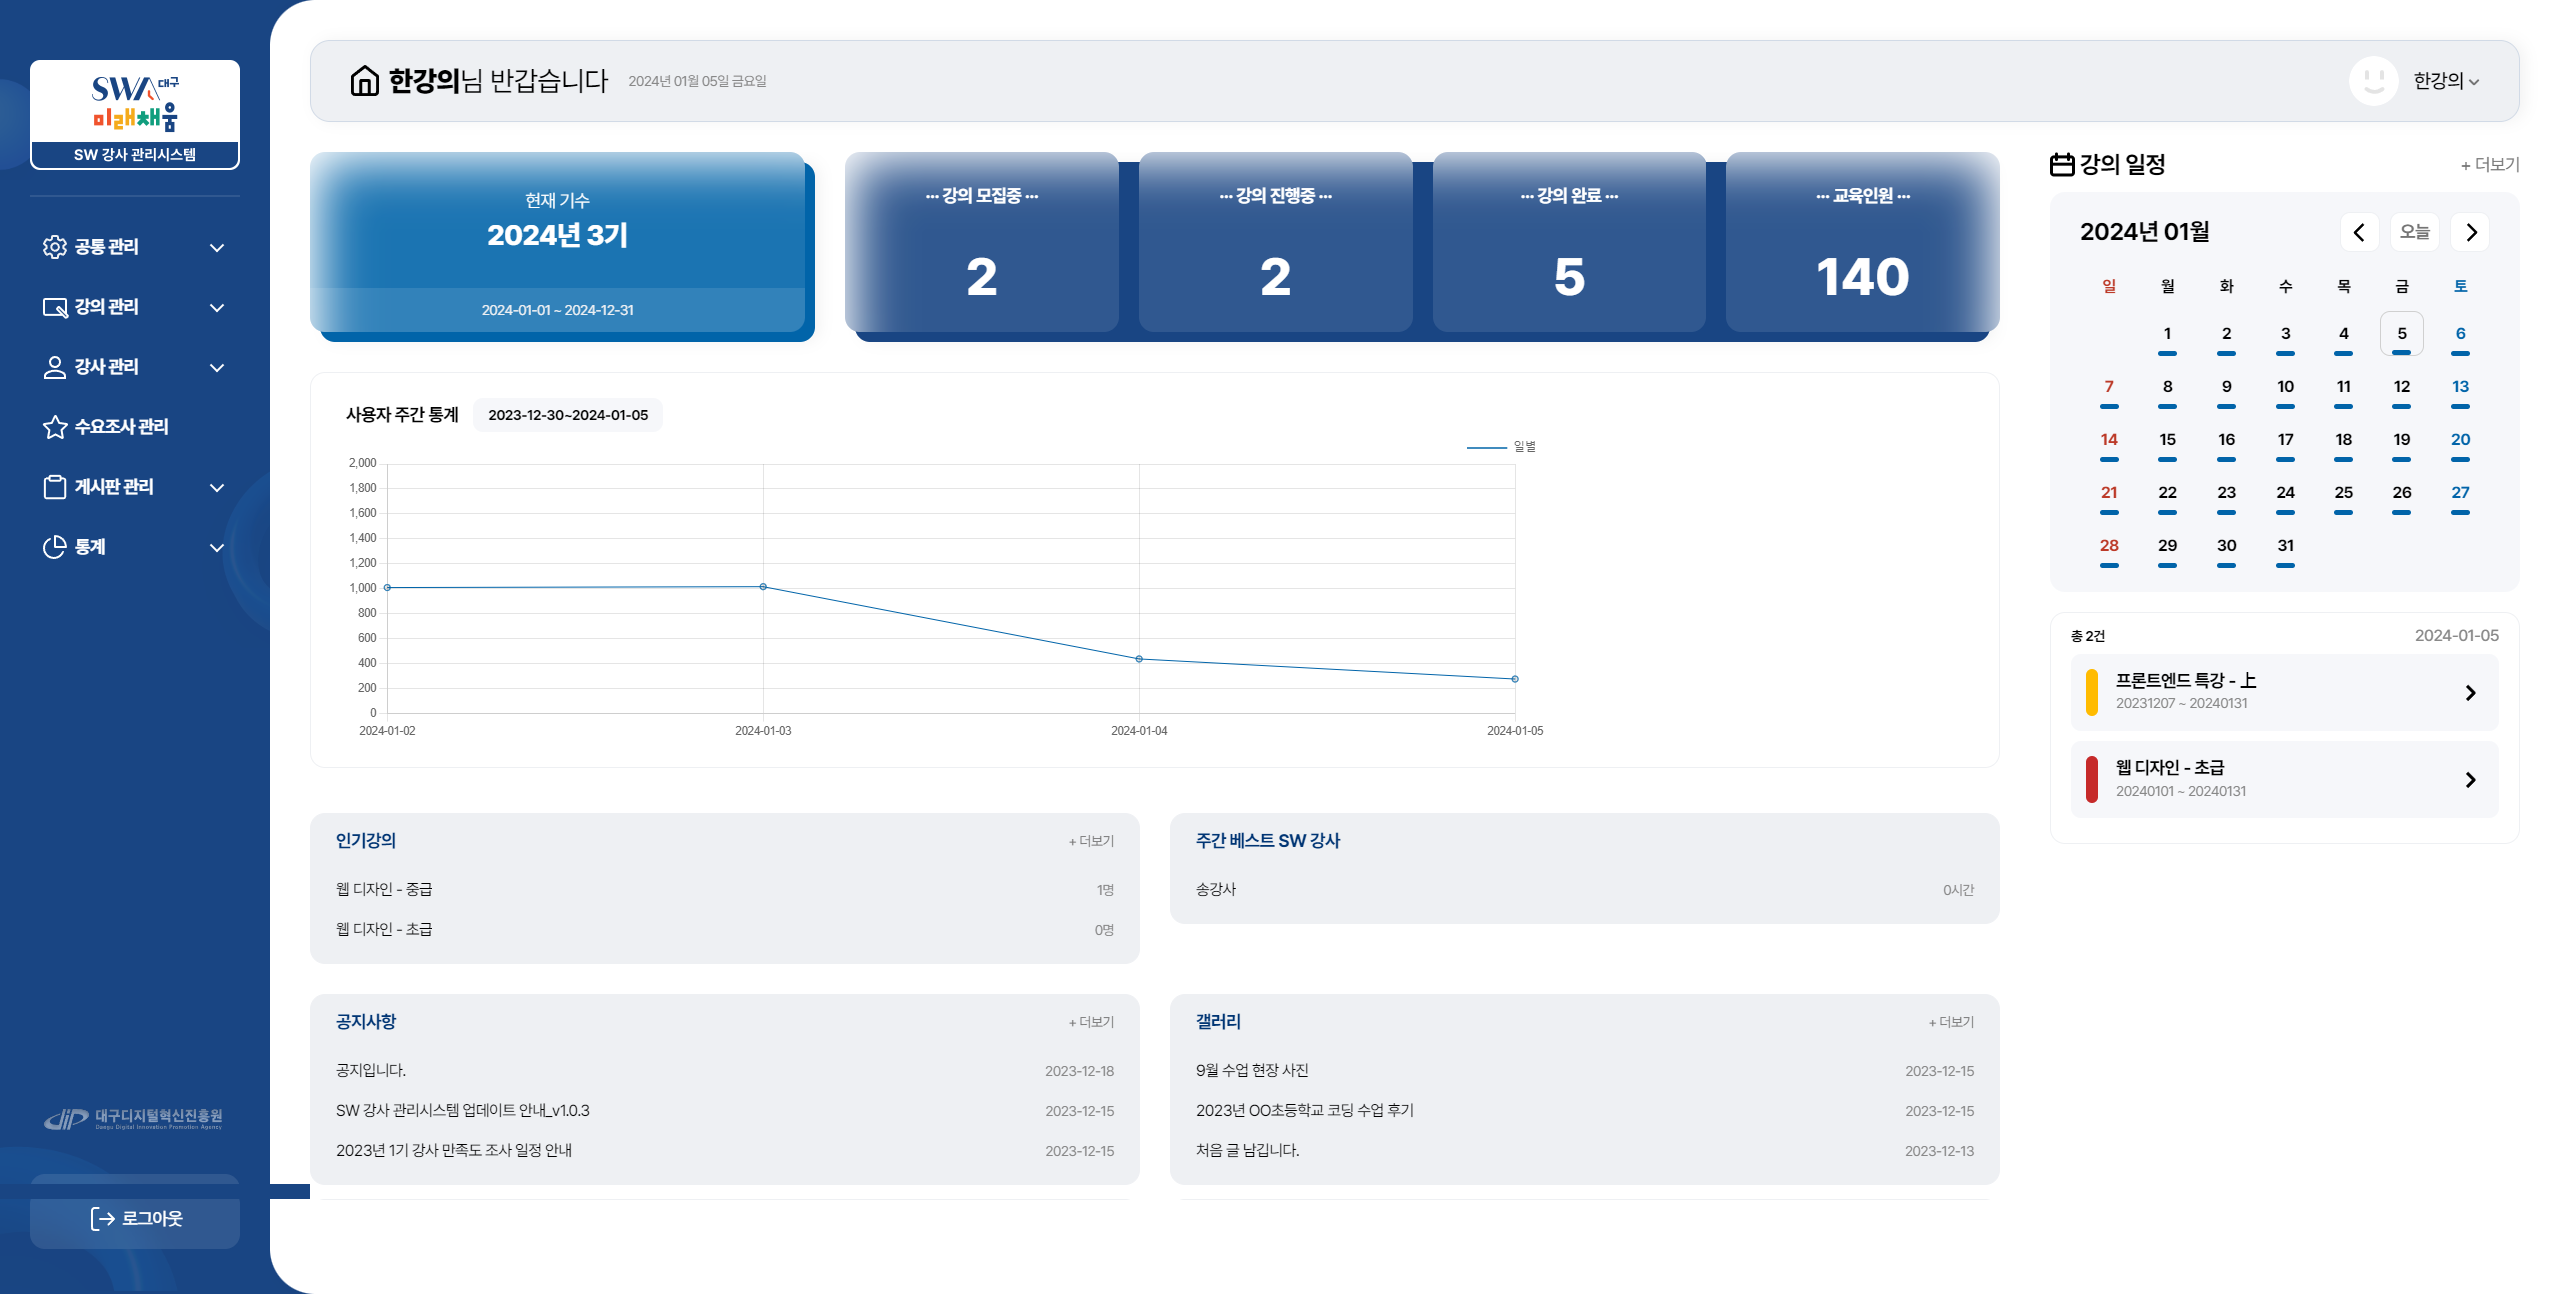 SWA 대구
미래채움
SW 강사 관리시스템
공통 관리
강의 관리
강사 관리
수요조사 관리
게시판 관리
통계
dip 대구디지털혁신진흥원
Daegu Digital Innovation Promotion Agency
로그아웃
한강의님 반갑습니다 2024년 01월 05일 금요일
한강의
현재 기수
2024년 3기
2024-01-01 ~ 2024-12-31
··· 강의 모집중 ···
2
··· 강의 진행중 ···
2
··· 강의 완료 ···
5
··· 교육인원 ···
140
사용자 주간 통계 2023-12-30~2024-01-05
일별
2,000
1,800
1,600
1,400
1,200
1,000
800
600
400
200
0
2024-01-02 2024-01-03 2024-01-04 2024-01-05
인기강의 + 더보기
웹 디자인 - 중급 1명
웹 디자인 - 초급 0명
주간 베스트 SW 강사
송강사 0시간
공지사항 + 더보기
공지입니다. 2023-12-18
SW 강사 관리시스템 업데이트 안내_v1.0.3 2023-12-15
2023년 1기 강사 만족도 조사 일정 안내 2023-12-15
갤러리 + 더보기
9월 수업 현장 사진 2023-12-15
2023년 OO초등학교 코딩 수업 후기 2023-12-15
처음 글 남깁니다. 2023-12-13
강의 일정 + 더보기
2024년 01월 오늘
일 월 화 수 목 금 토
1 2 3 4 5 6
7 8 9 10 11 12 13
14 15 16 17 18 19 20
21 22 23 24 25 26 27
28 29 30 31
총 2건 2024-01-05
프론트엔드 특강 - 上
20231207 ~ 20240131
웹 디자인 - 초급
20240101 ~ 20240131